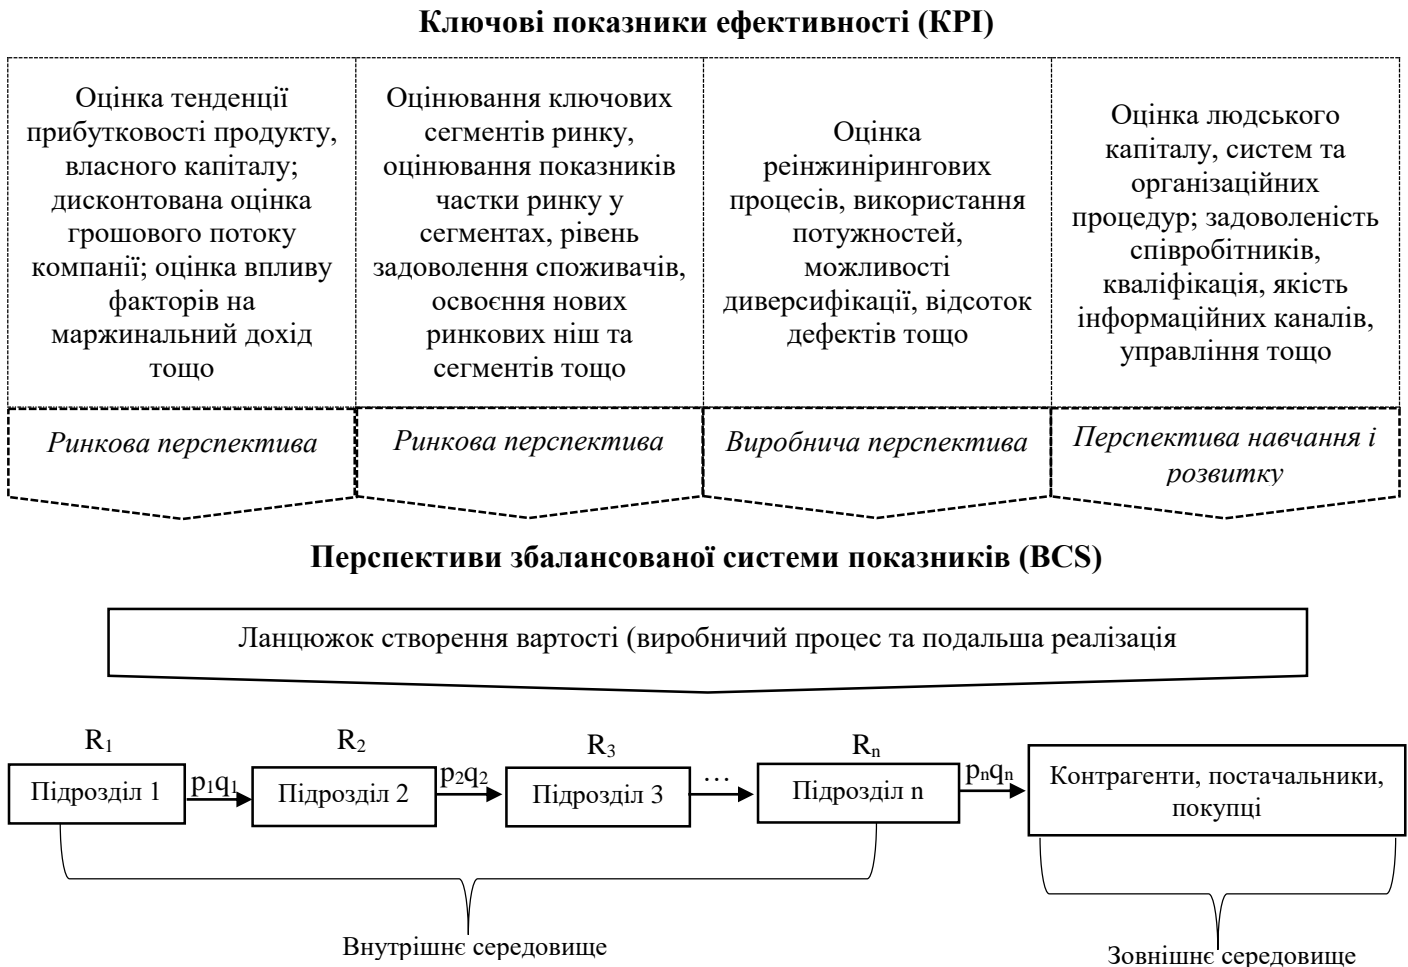 Ключові показники ефективності (KPI)
Оцінка тенденції
прибутковості продукту,
власного капіталу;
дисконтована оцінка
грошового потоку
компанії; оцінка впливу
факторів на
маржинальний дохід
тощо
Оцінювання ключових
сегментів ринку,
оцінювання показників
частки ринку у
сегментах, рівень
задоволення споживачів,
освоєння нових
ринкових ніш та
сегментів тощо
Оцінка
реінжинірингових
процесів, використання
потужностей,
можливості
диверсифікації, відсоток
дефектів тощо
Оцінка людського
капіталу, систем та
організаційних
процедур; задоволеність
співробітників,
кваліфікація, якість
інформаційних каналів,
управління тощо
Ринкова перспектива
Ринкова перспектива
Виробнича перспектива
Перспектива навчання і
розвитку
Перспективи збалансованої системи показників (BCS)
Ланцюжок створення вартості (виробничий процес та подальша реалізація
R₁
R₂
R₃
Rₙ
Підрозділ 1
p₁q₁
Підрозділ 2
p₂q₂
Підрозділ 3
…
Підрозділ n
pₙqₙ
Контрагенти, постачальники,
покупці
Внутрішнє середовище
Зовнішнє середовище